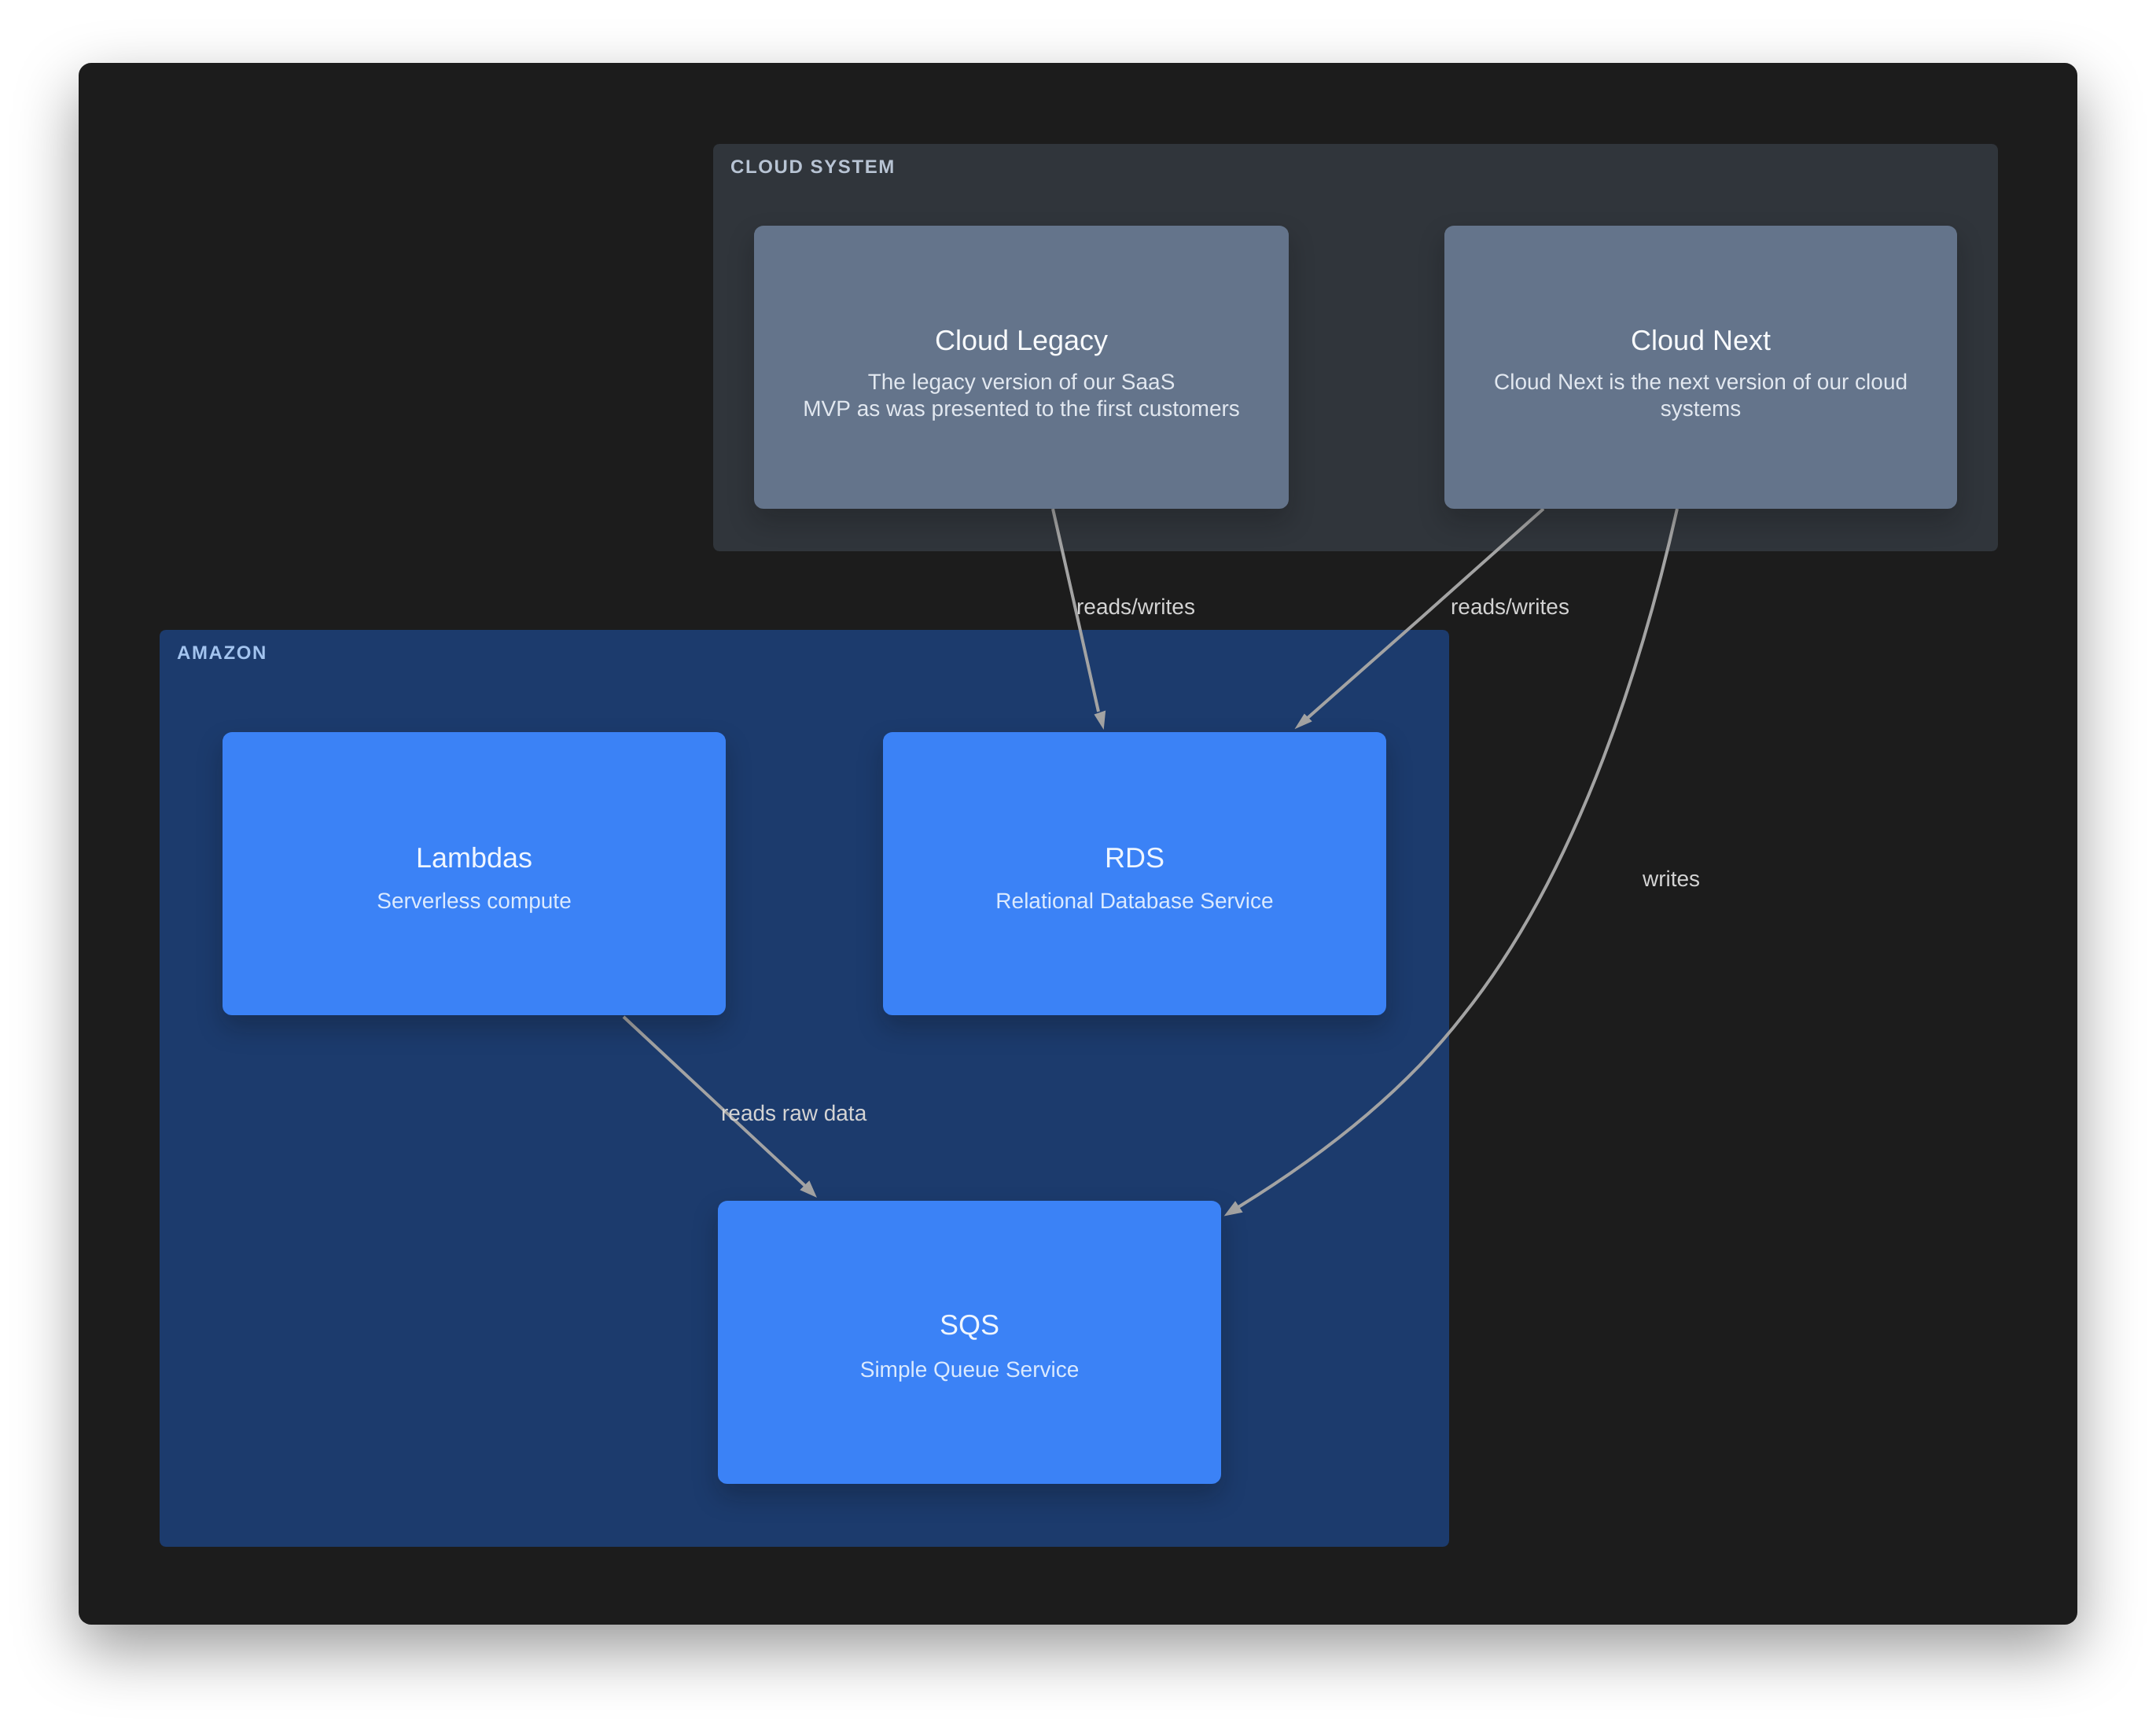 CLOUD SYSTEM
Cloud Legacy
The legacy version of our SaaS
MVP as was presented to the first customers
Cloud Next
Cloud Next is the next version of our cloud
systems
reads/writes
reads/writes
AMAZON
Lambdas
Serverless compute
RDS
Relational Database Service
writes
reads raw data
SQS
Simple Queue Service